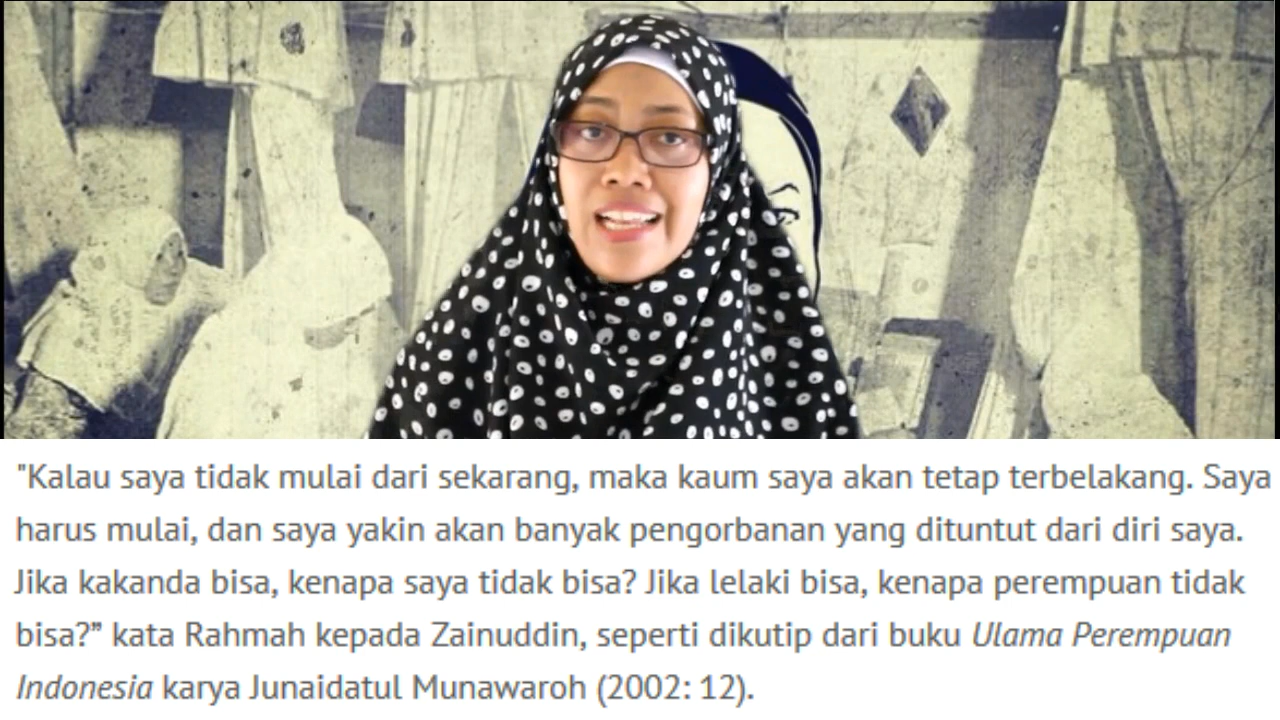 "Kalau saya tidak mulai dari sekarang, maka kaum saya akan tetap terbelakang. Saya
harus mulai, dan saya yakin akan banyak pengorbanan yang dituntut dari diri saya.
Jika kakanda bisa, kenapa saya tidak bisa? Jika lelaki bisa, kenapa perempuan tidak
bisa?” kata Rahmah kepada Zainuddin, seperti dikutip dari buku Ulama Perempuan
Indonesia karya Junaidatul Munawaroh (2002: 12).